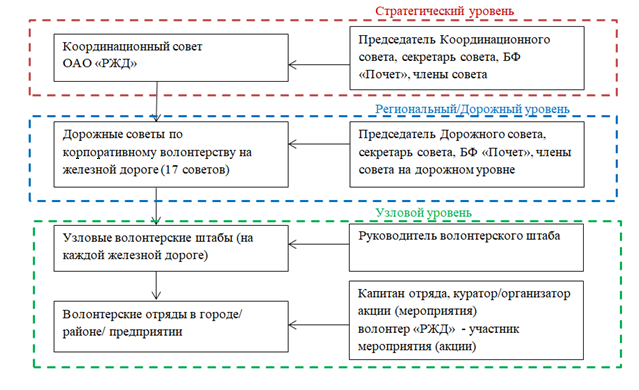 Стратегический уровень
Координационный совет
ОАО «РЖД»
Председатель Координационного
совета, секретарь совета, БФ
«Почет», члены совета
Региональный/Дорожный уровень
Дорожные советы по
корпоративному волонтерству на
железной дороге (17 советов)
Председатель Дорожного совета,
секретарь совета, БФ «Почет», члены
совета на дорожном уровне
Узловой уровень
Узловые волонтерские штабы (на
каждой железной дороге)
Руководитель волонтерского штаба
Волонтерские отряды в городе/
районе/ предприятии
Капитан отряда, куратор/организатор
акции (мероприятия)
волонтер «РЖД» - участник
мероприятия (акции)